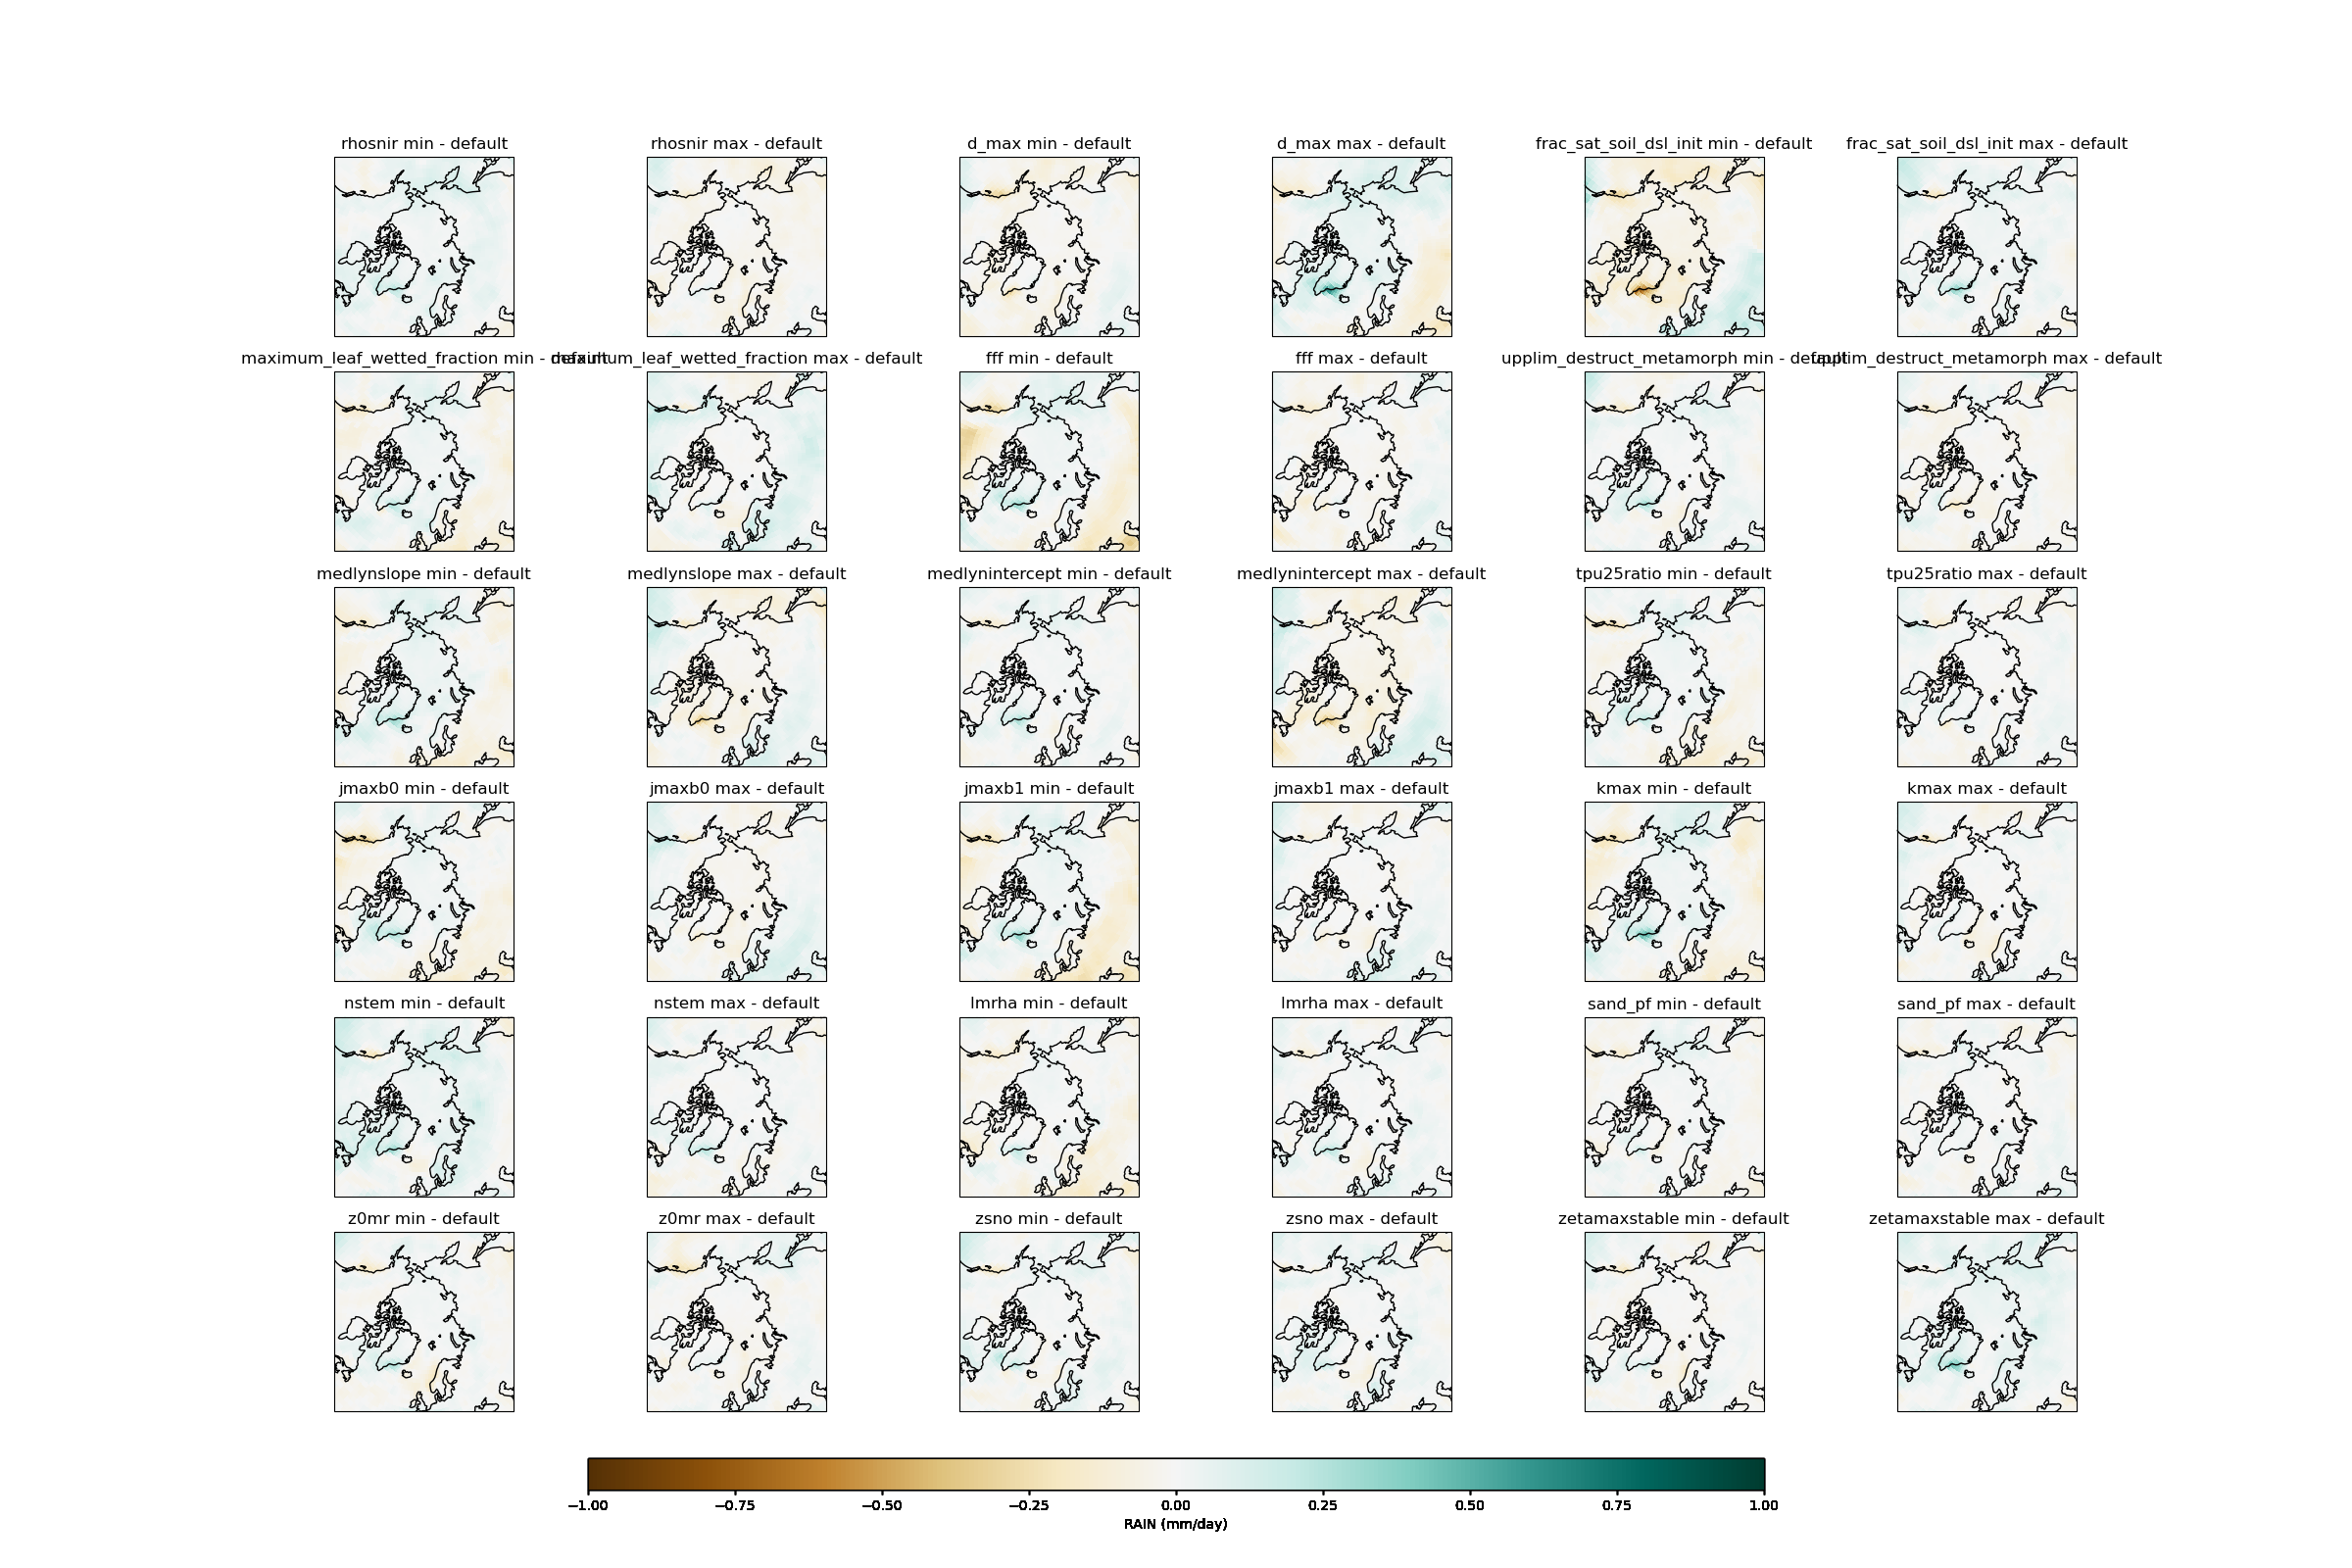 rhosnir min - default
rhosnir max - default
d_max min - default
d_max max - default
frac_sat_soil_dsl_init min - default
frac_sat_soil_dsl_init max - default
maximum_leaf_wetted_fraction min - default
maximum_leaf_wetted_fraction max - default
fff min - default
fff max - default
upplim_destruct_metamorph min - default
upplim_destruct_metamorph max - default
medlynslope min - default
medlynslope max - default
medlynintercept min - default
medlynintercept max - default
tpu25ratio min - default
tpu25ratio max - default
jmaxb0 min - default
jmaxb0 max - default
jmaxb1 min - default
jmaxb1 max - default
kmax min - default
kmax max - default
nstem min - default
nstem max - default
lmrha min - default
lmrha max - default
sand_pf min - default
sand_pf max - default
z0mr min - default
z0mr max - default
zsno min - default
zsno max - default
zetamaxstable min - default
zetamaxstable max - default
−1.00 −0.75 −0.50 −0.25 0.00 0.25 0.50 0.75 1.00
RAIN (mm/day)